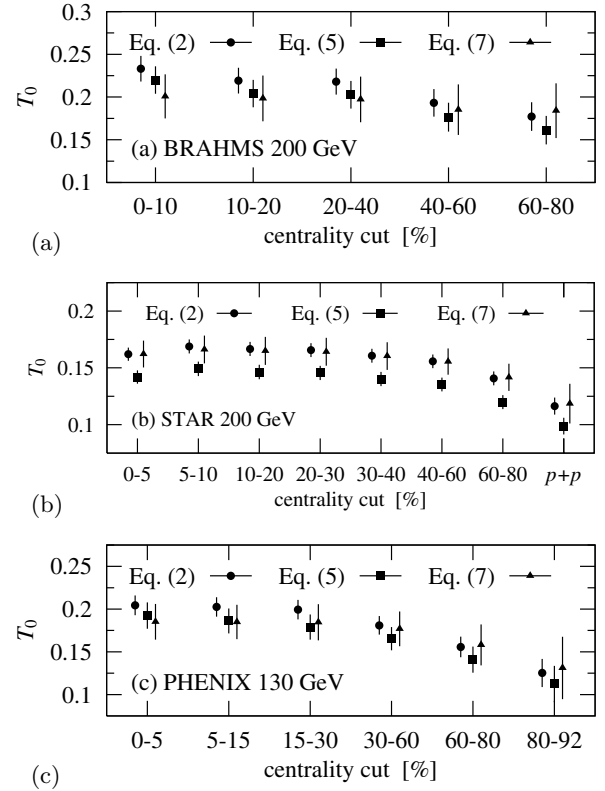 0.3
Eq. (2) Eq. (5) Eq. (7)
0.25
T₀
0.2
0.15
(a) BRAHMS 200 GeV
0.1
0-10 10-20 20-40 40-60 60-80
(a) centrality cut [%]
0.2
Eq. (2) Eq. (5) Eq. (7)
T₀
0.15
0.1
(b) STAR 200 GeV
0-5 5-10 10-20 20-30 30-40 40-60 60-80 p+p
(b) centrality cut [%]
0.25
Eq. (2) Eq. (5) Eq. (7)
T₀
0.2
0.15
(c) PHENIX 130 GeV
0.1
0-5 5-15 15-30 30-60 60-80 80-92
(c) centrality cut [%]